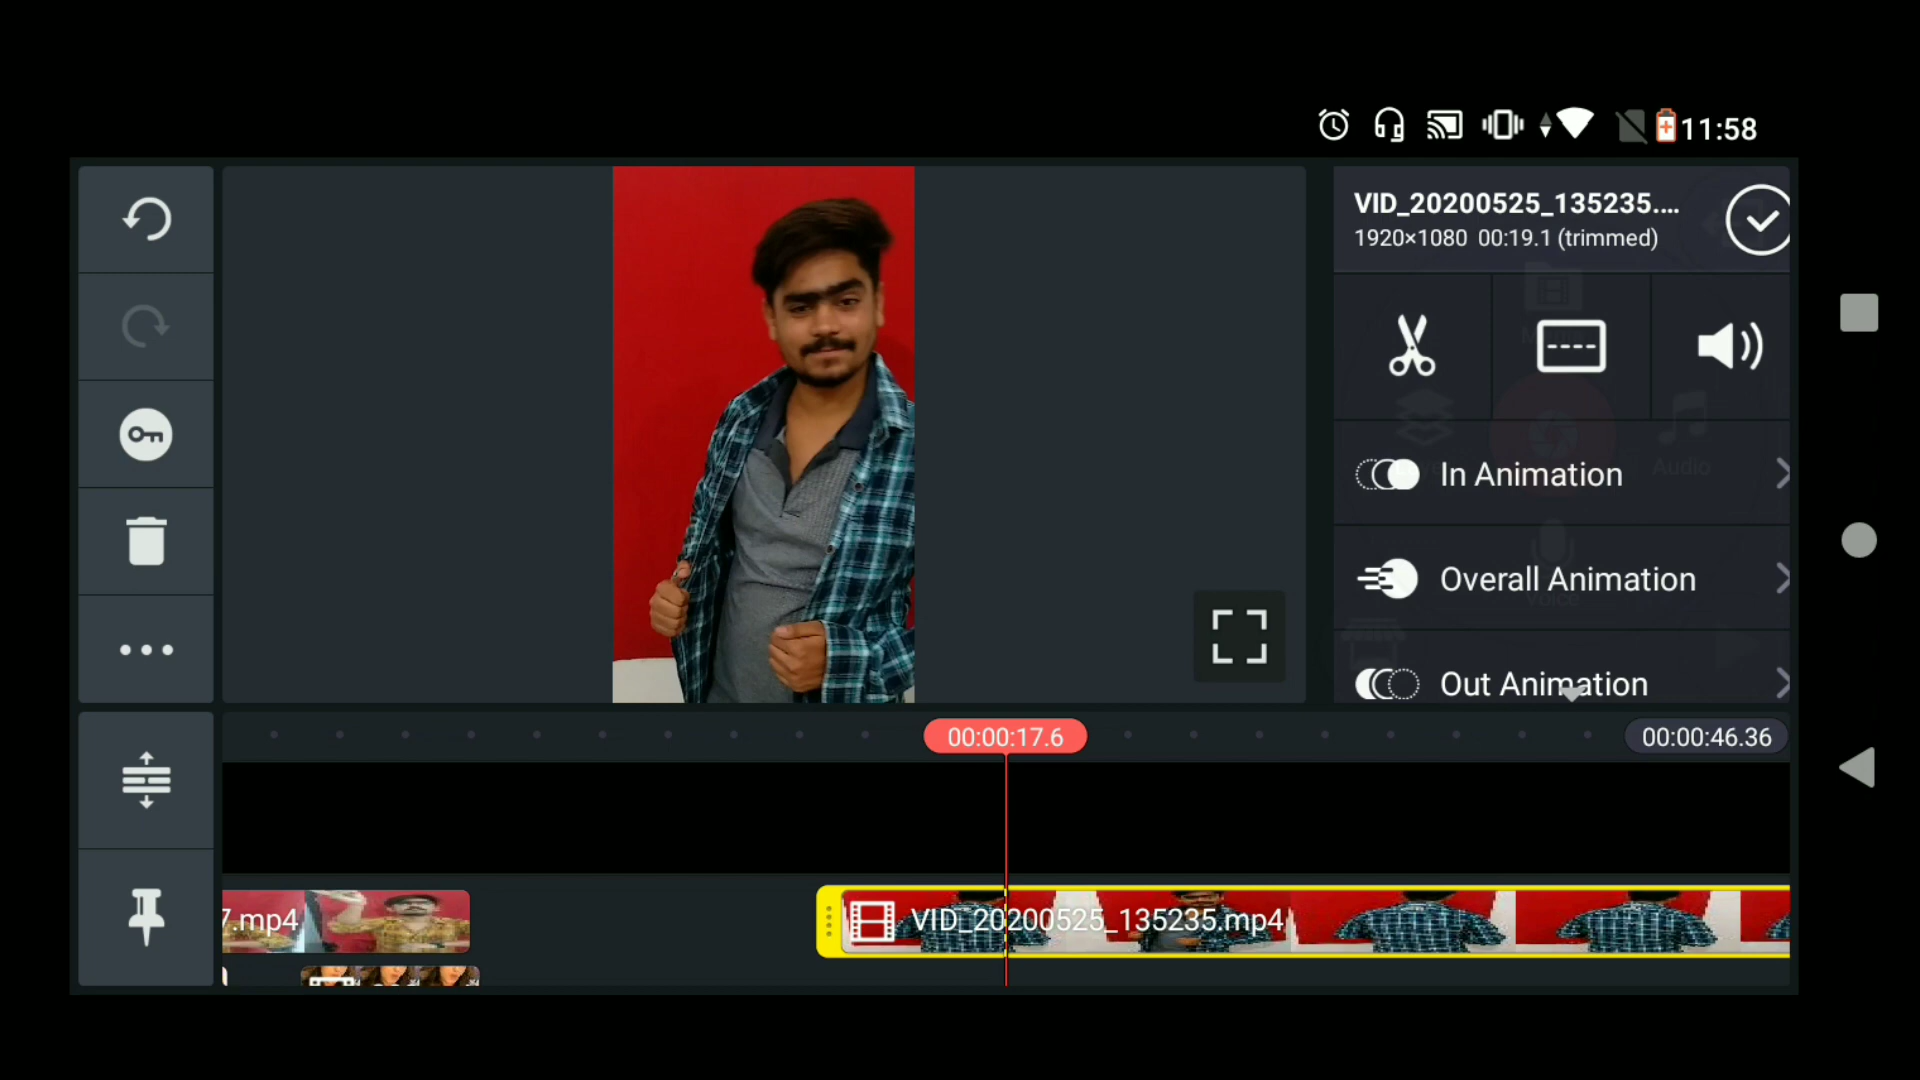 11:58
VID_20200525_135235....
1920×1080 00:19.1 (trimmed)
Audio
In Animation
Overall Animation
Out Animation
00:00:17.6
00:00:46.36
7.mp4
VID_20200525_135235.mp4